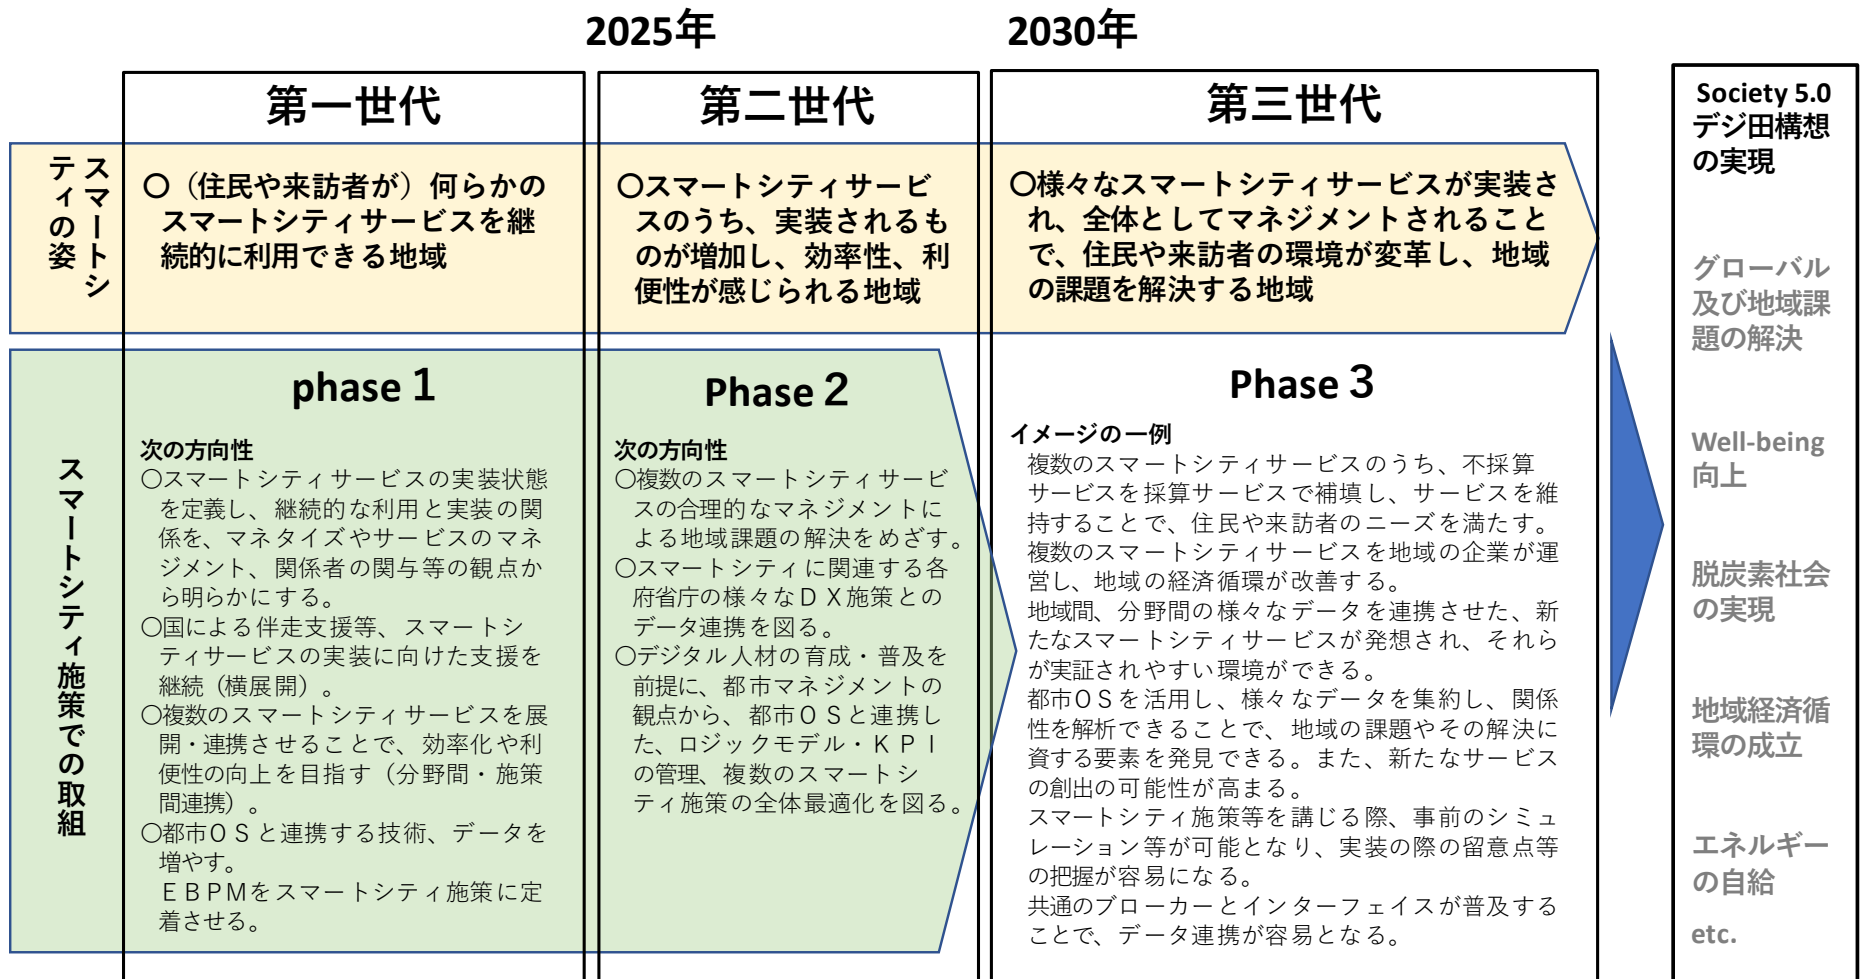 2025年
2030年
第一世代
第二世代
第三世代
スマートシ
ティの姿
〇（住民や来訪者が）何らかの
スマートシティサービスを継
続的に利用できる地域
〇スマートシティサービ
スのうち、実装されるも
のが増加し、効率性、利
便性が感じられる地域
〇様々なスマートシティサービスが実装さ
れ、全体としてマネジメントされること
で、住民や来訪者の環境が変革し、地域
の課題を解決する地域
スマートシティ施策での取組
phase１
次の方向性
〇スマートシティサービスの実装状態
を定義し、継続的な利用と実装の関
係を、マネタイズやサービスのマネ
ジメント、関係者の関与等の観点か
ら明らかにする。
〇国による伴走支援等、スマートシ
ティサービスの実装に向けた支援を
継続（横展開）。
〇複数のスマートシティサービスを展
開・連携させることで、効率化や利
便性の向上を目指す（分野間・施策
間連携）。
〇都市ＯＳと連携する技術、データを
増やす。
ＥＢＰＭをスマートシティ施策に定
着させる。
Phase２
次の方向性
〇複数のスマートシティサービ
スの合理的なマネジメントに
よる地域課題の解決をめざす。
〇スマートシティに関連する各
府省庁の様々なＤＸ施策との
データ連携を図る。
〇デジタル人材の育成・普及を
前提に、都市マネジメントの
観点から、都市ＯＳと連携し
た、ロジックモデル・ＫＰＩ
の管理、複数のスマートシ
ティ施策の全体最適化を図る。
Phase３
イメージの一例
複数のスマートシティサービスのうち、不採算
サービスを採算サービスで補填し、サービスを維
持することで、住民や来訪者のニーズを満たす。
複数のスマートシティサービスを地域の企業が運
営し、地域の経済循環が改善する。
地域間、分野間の様々なデータを連携させた、新
たなスマートシティサービスが発想され、それら
が実証されやすい環境ができる。
都市ＯＳを活用し、様々なデータを集約し、関係
性を解析できることで、地域の課題やその解決に
資する要素を発見できる。また、新たなサービス
の創出の可能性が高まる。
スマートシティ施策等を講じる際、事前のシミュ
レーション等が可能となり、実装の際の留意点等
の把握が容易になる。
共通のブローカーとインターフェイスが普及する
ことで、データ連携が容易となる。
Society 5.0
デジ田構想
の実現
グローバル
及び地域課
題の解決
Well-being
向上
脱炭素社会
の実現
地域経済循
環の成立
エネルギー
の自給
etc.